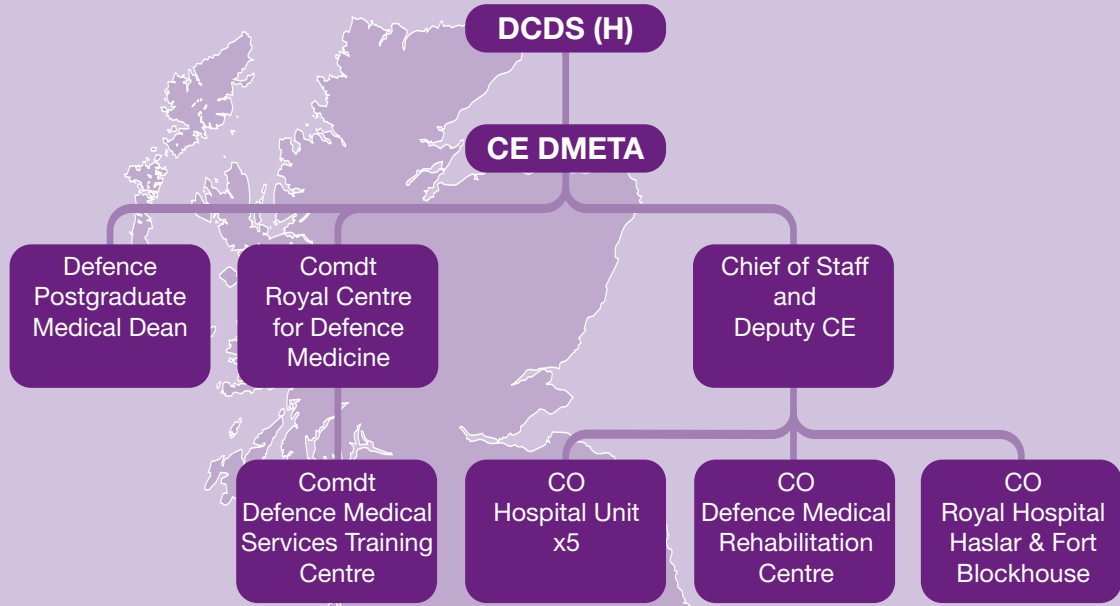 DCDS (H)
CE DMETA
Defence
Postgraduate
Medical Dean
Comdt
Royal Centre
for Defence
Medicine
Chief of Staff
and
Deputy CE
Comdt
Defence Medical
Services Training
Centre
CO
Hospital Unit
x5
CO
Defence Medical
Rehabilitation
Centre
CO
Royal Hospital
Haslar & Fort
Blockhouse